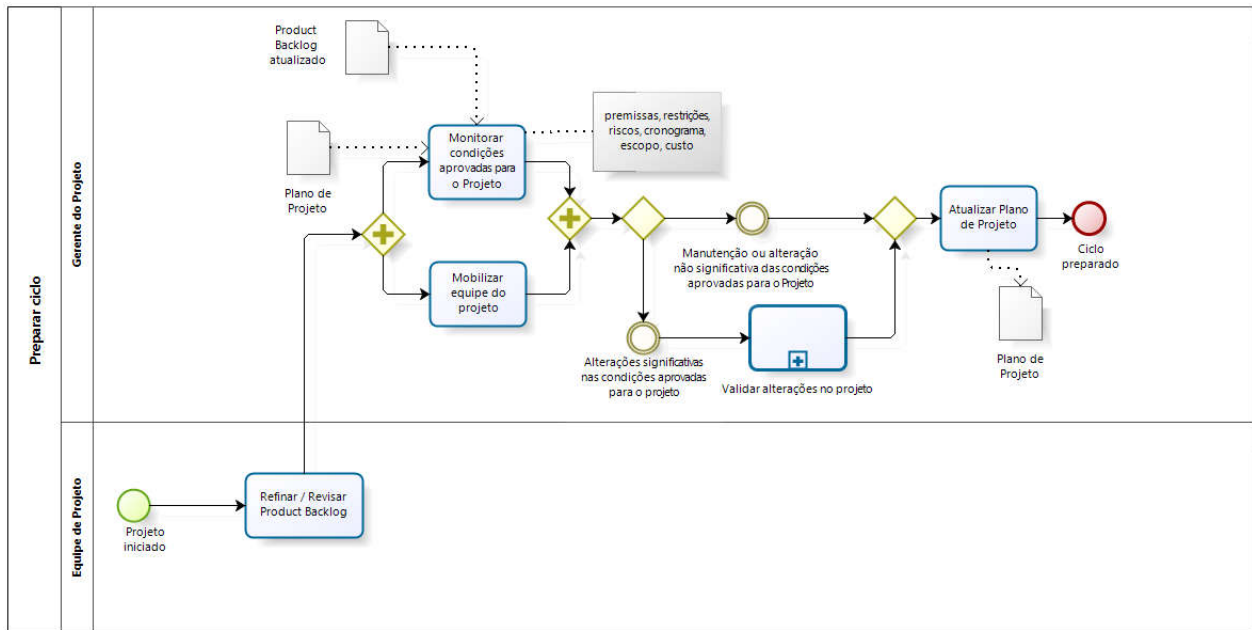 Preparar ciclo
Gerente do Projeto
Product
Backlog
atualizado
Plano de
Projeto
Monitorar
condições
aprovadas para
o Projeto
premissas, restrições,
riscos, cronograma,
escopo, custo
Mobilizar
equipe do
projeto
Manutenção ou alteração
não significativa das condições
aprovadas para o Projeto
Alterações significativas
nas condições aprovadas
para o projeto
Validar alterações no projeto
Atualizar Plano
de Projeto
Ciclo
preparado
Plano de
Projeto
Equipe de Projeto
Projeto
iniciado
Refinar / Revisar
Product Backlog